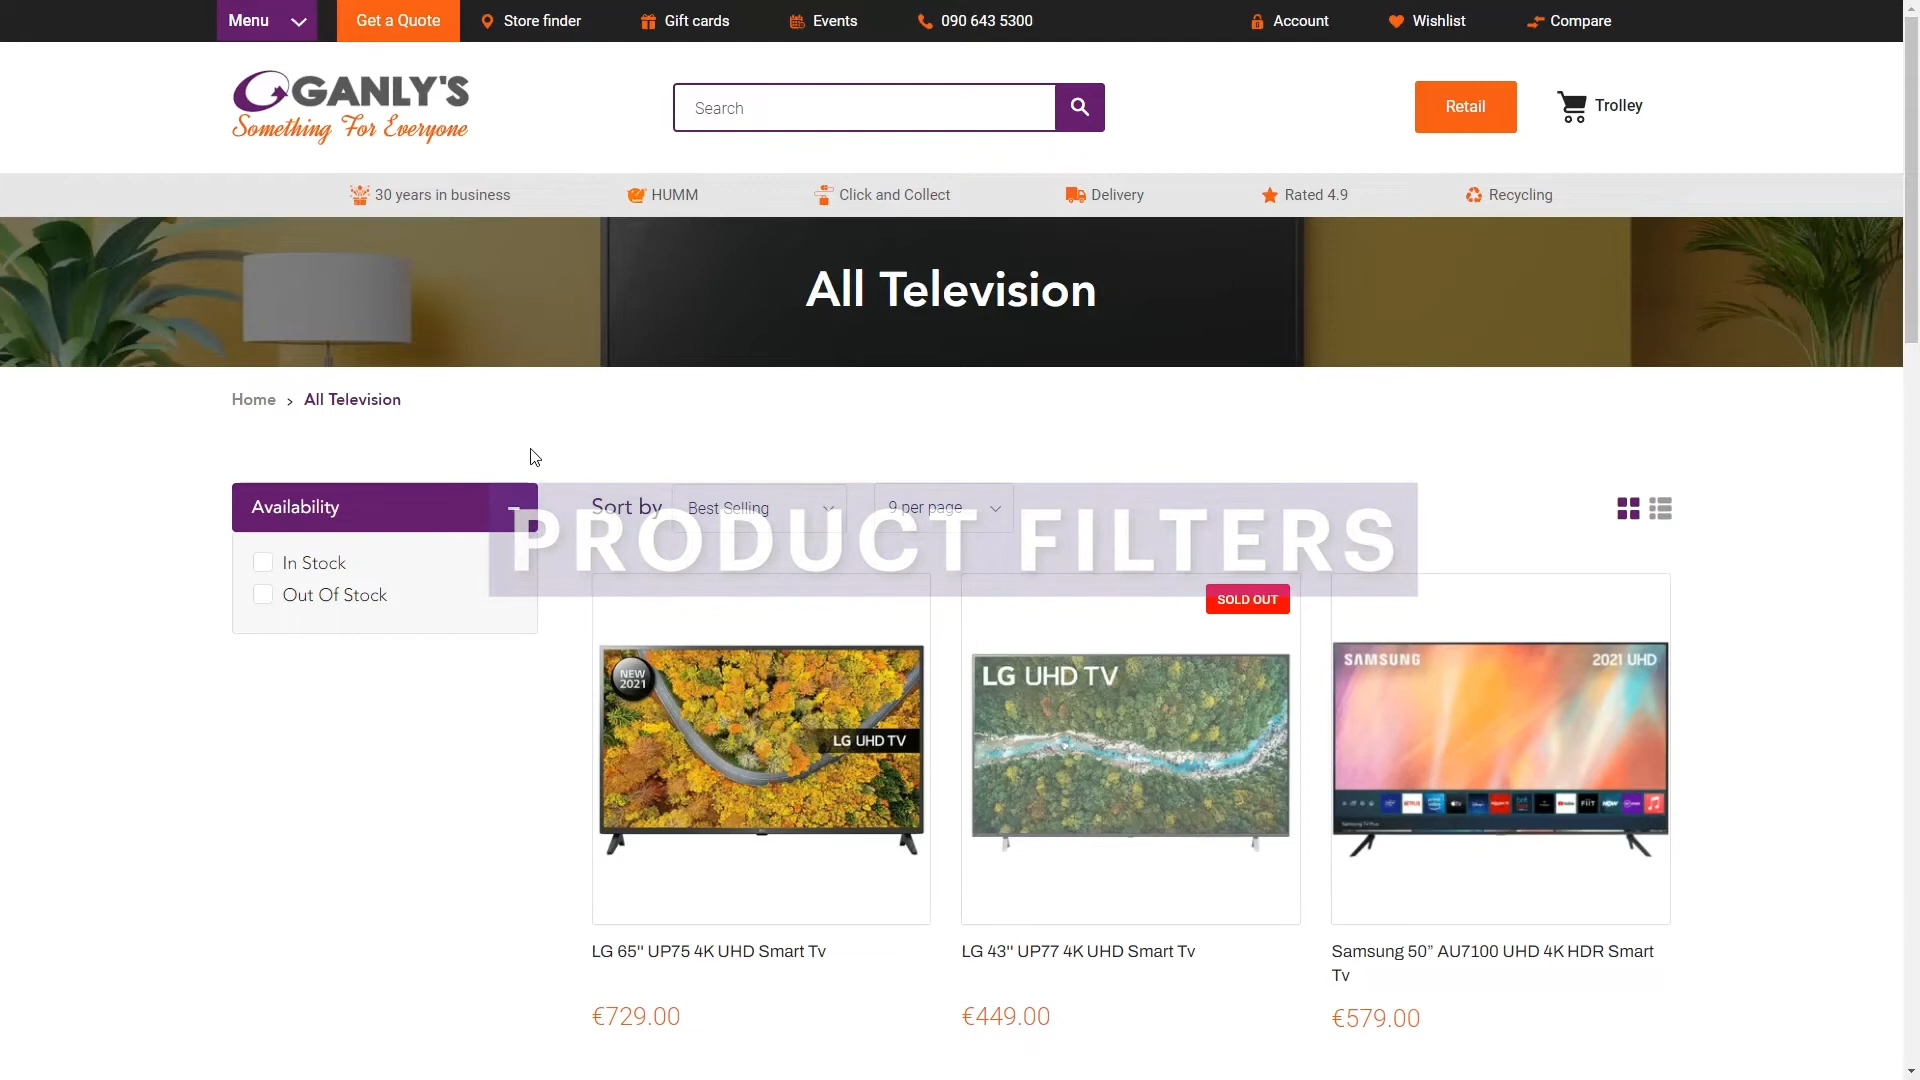 Menu
Get a Quote
Store finder
Gift cards
Events
090 643 5300
Account
Wishlist
Compare
GANLY'S
Something For Everyone
Search
Retail
Trolley
30 years in business
HUMM
Click and Collect
Delivery
Rated 4.9
Recycling
All Television
Home > All Television
Availability
Sort by
Best Selling
9 per page
PRODUCT FILTERS
In Stock
Out Of Stock
SOLD OUT
NEW
2021
LG UHD TV
LG UHD TV
SAMSUNG
2021 UHD
LG 65" UP75 4K UHD Smart Tv
LG 43" UP77 4K UHD Smart Tv
Samsung 50” AU7100 UHD 4K HDR Smart
Tv
€729.00
€449.00
€579.00